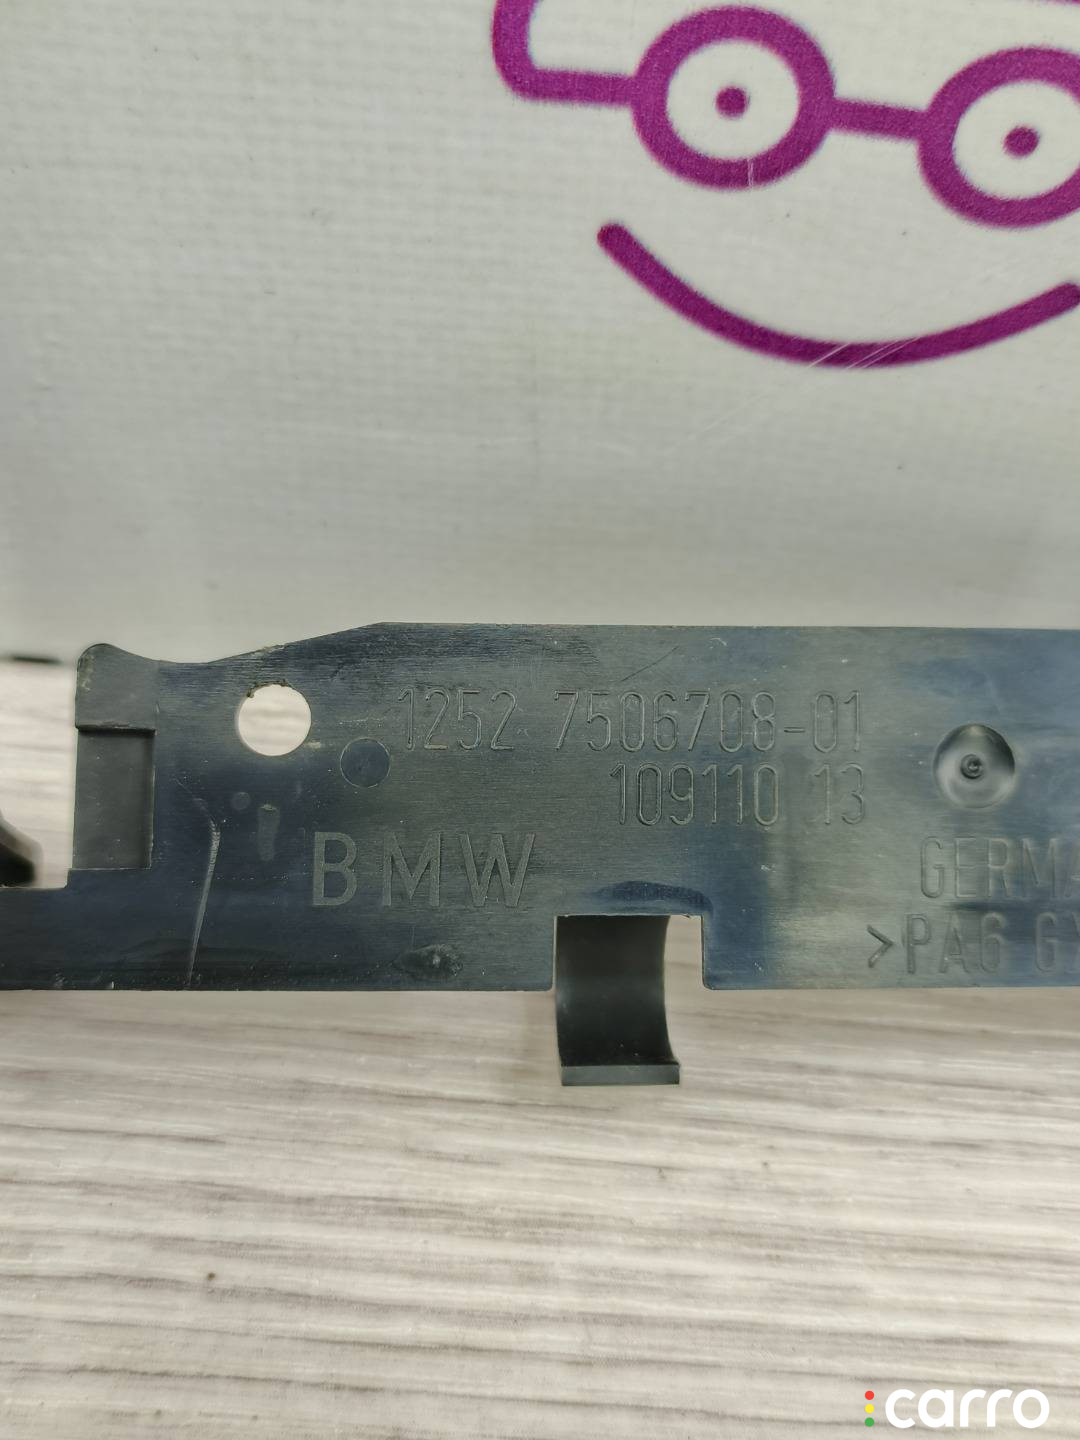 1252 7506708-01
109110 13
BMW
GERMA
>PA6 G
carro